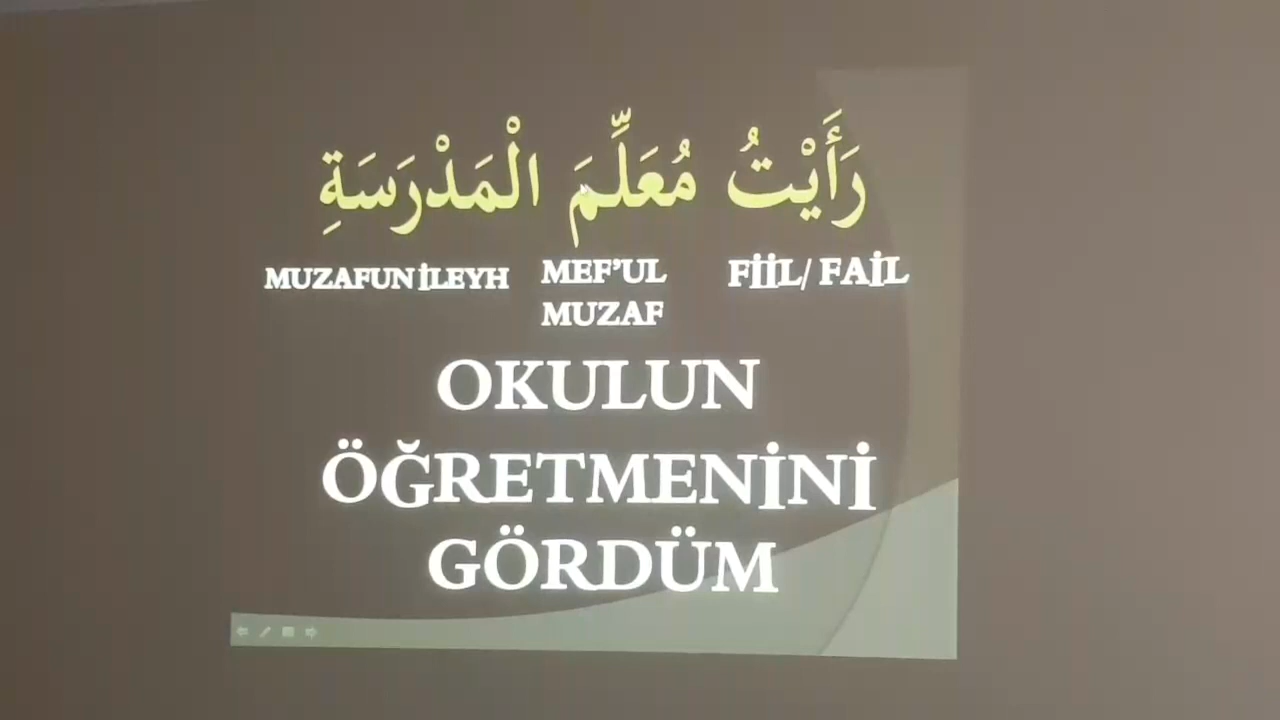 رَأَيْتُ مُعَلِّمَ الْمَدْرَسَةِ
MUZAFUN İLEYH MEF'UL FİİL/ FAİL
MUZAF
OKULUN
ÖĞRETMENİNİ
GÖRDÜM